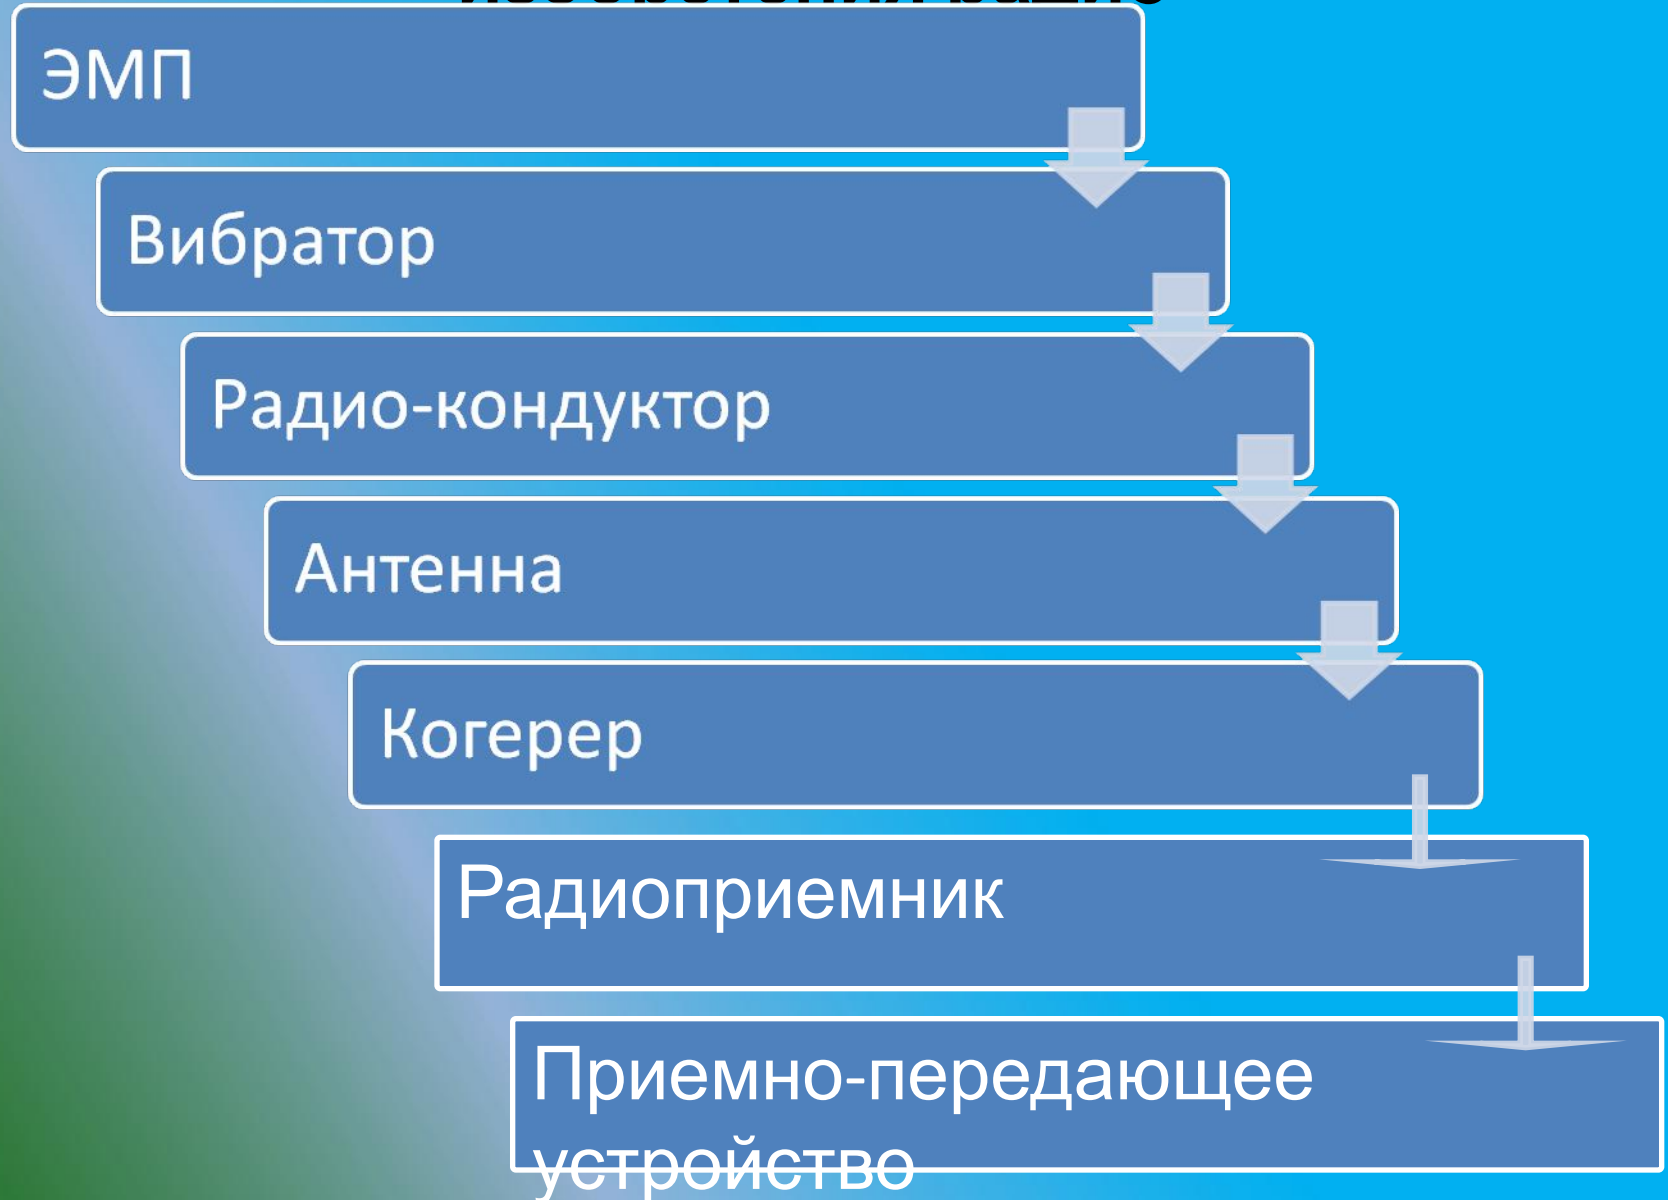 ЭМП
Вибратор
Радио-кондуктор
Антенна
Когерер
Радиоприемник
Приемно-передающее
устройство